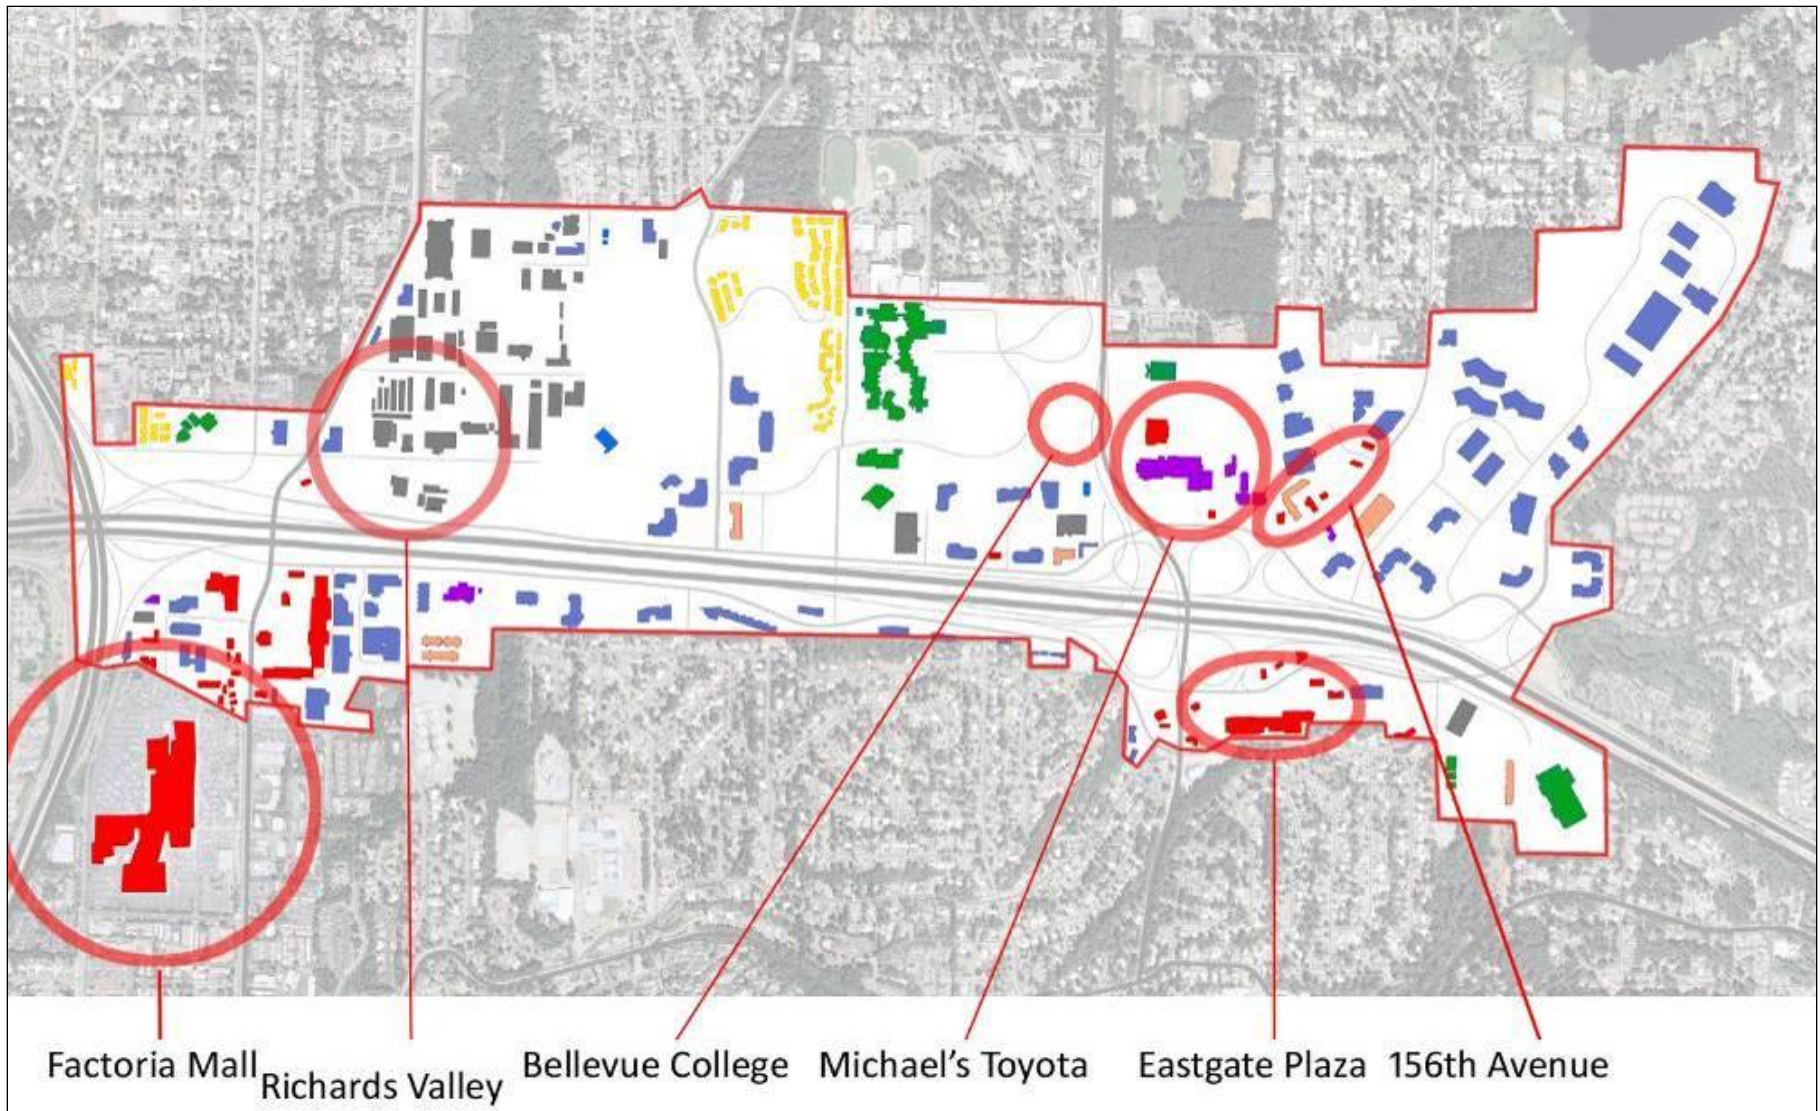 Factoria Mall
Richards Valley
Bellevue College
Michael's Toyota
Eastgate Plaza
156th Avenue